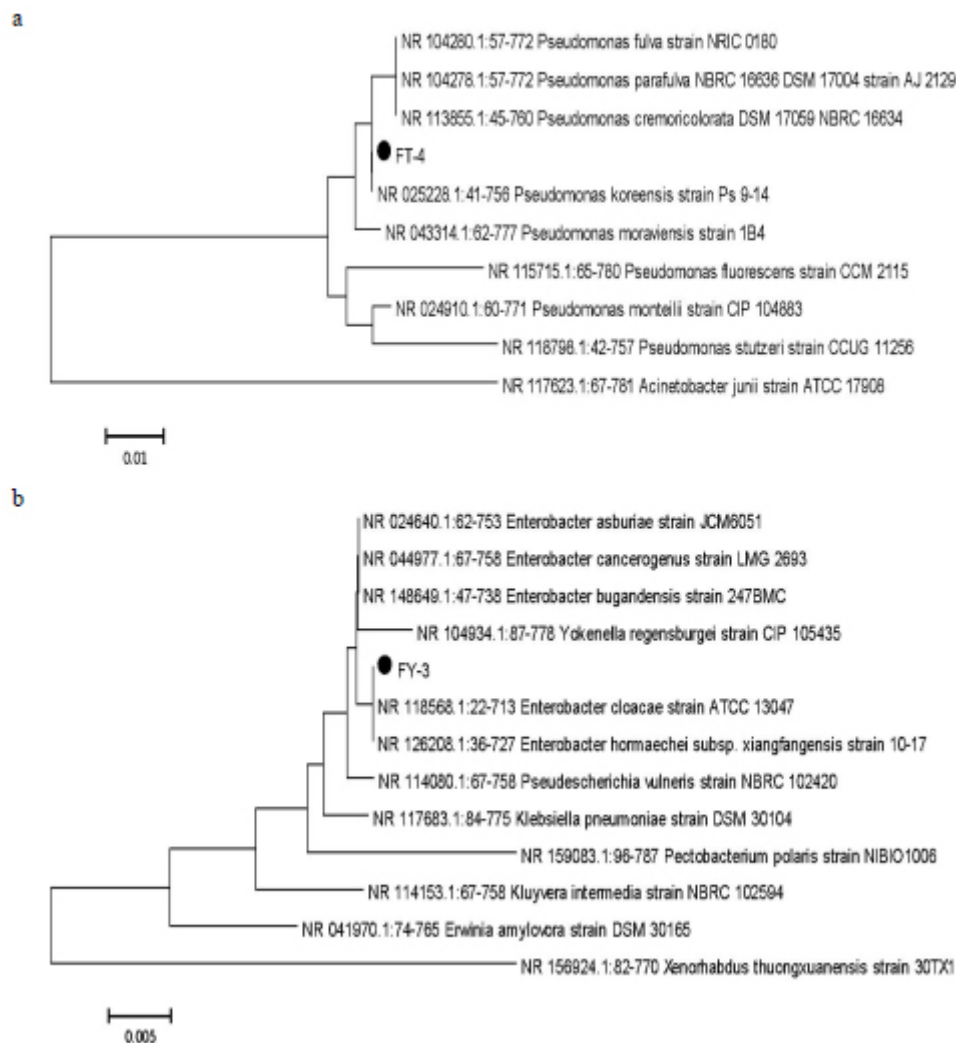 a
NR 104280.1:57-772 Pseudomonas fulva strain NRIC 0180
NR 104278.1:57-772 Pseudomonas parafulva NBRC 16636 DSM 17004 strain AJ 2129
NR 113855.1:45-760 Pseudomonas cremoricolorata DSM 17059 NBRC 16634
FT-4
NR 025228.1:41-756 Pseudomonas koreensis strain Ps 9-14
NR 043314.1:62-777 Pseudomonas moraviensis strain 1B4
NR 115715.1:65-780 Pseudomonas fluorescens strain CCM 2115
NR 024910.1:60-771 Pseudomonas monteilii strain CIP 104883
NR 116798.1:42-757 Pseudomonas stutzeri strain CCUG 11256
NR 117623.1:67-781 Acinetobacter junii strain ATCC 17908
0.01
b
NR 024640.1:62-753 Enterobacter asburiae strain JCM6051
NR 044977.1:67-758 Enterobacter cancerogenus strain LMG 2693
NR 148649.1:47-738 Enterobacter bugandensis strain 247BMC
NR 104934.1:87-778 Yokenella regensburgei strain CIP 105435
FY-3
NR 118568.1:22-713 Enterobacter cloacae strain ATCC 13047
NR 126208.1:36-727 Enterobacter hormaechei subsp. xiangfangensis strain 10-17
NR 114080.1:67-758 Pseudescherichia vulneris strain NBRC 102420
NR 117683.1:84-775 Klebsiella pneumoniae strain DSM 30104
NR 159083.1:96-787 Pectobacterium polaris strain NIBIO1006
NR 114153.1:67-758 Kluyvera intermedia strain NBRC 102594
NR 041970.1:74-765 Erwinia amylovora strain DSM 30165
NR 156924.1:82-770 Xenorhabdus thuongxuanensis strain 30TX1
0.005